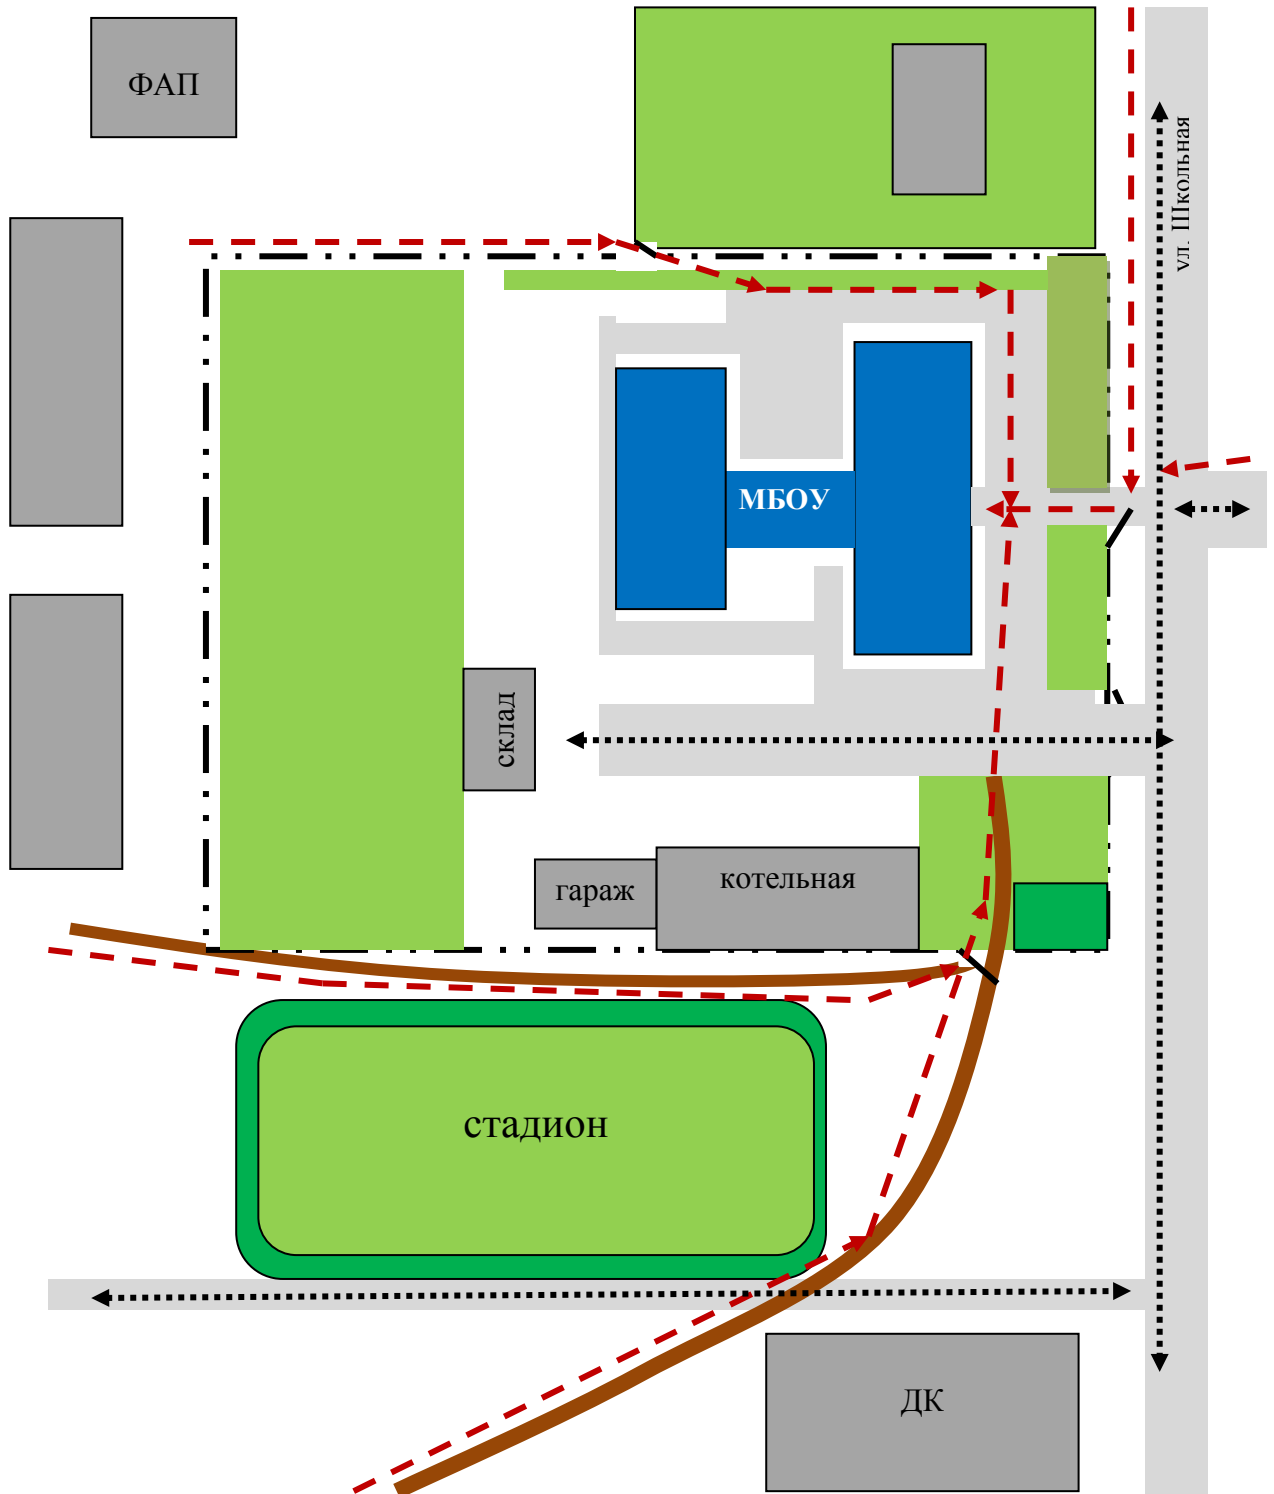 ФАП
ул. Школьная
МБОУ
склад
гараж
котельная
стадион
ДК